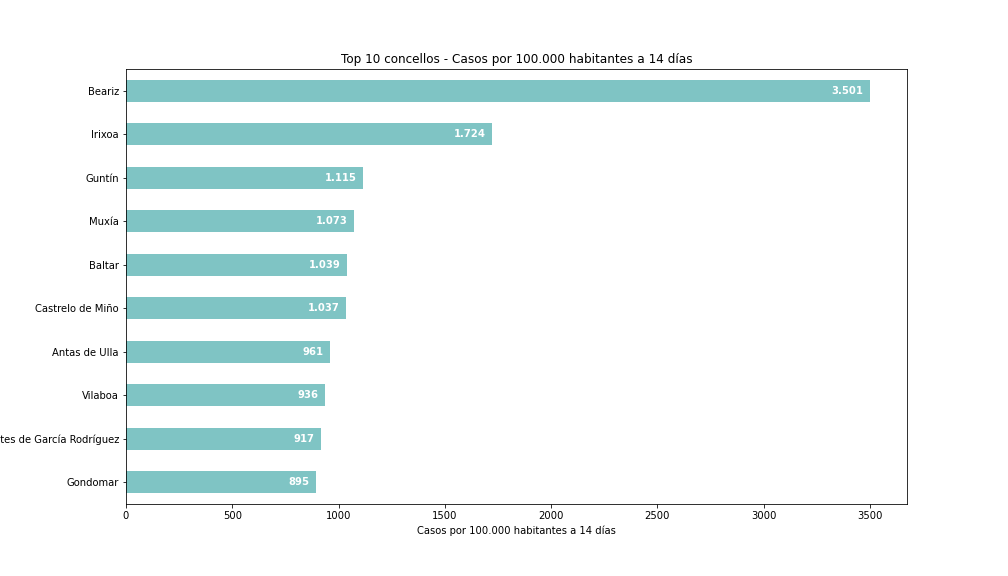 Top 10 concellos - Casos por 100.000 habitantes a 14 días
Beariz 3.501
Irixoa 1.724
Guntín 1.115
Muxía 1.073
Baltar 1.039
Castrelo de Miño 1.037
Antas de Ulla 961
Vilaboa 936
tes de García Rodríguez 917
Gondomar 895
0 500 1000 1500 2000 2500 3000 3500
Casos por 100.000 habitantes a 14 días